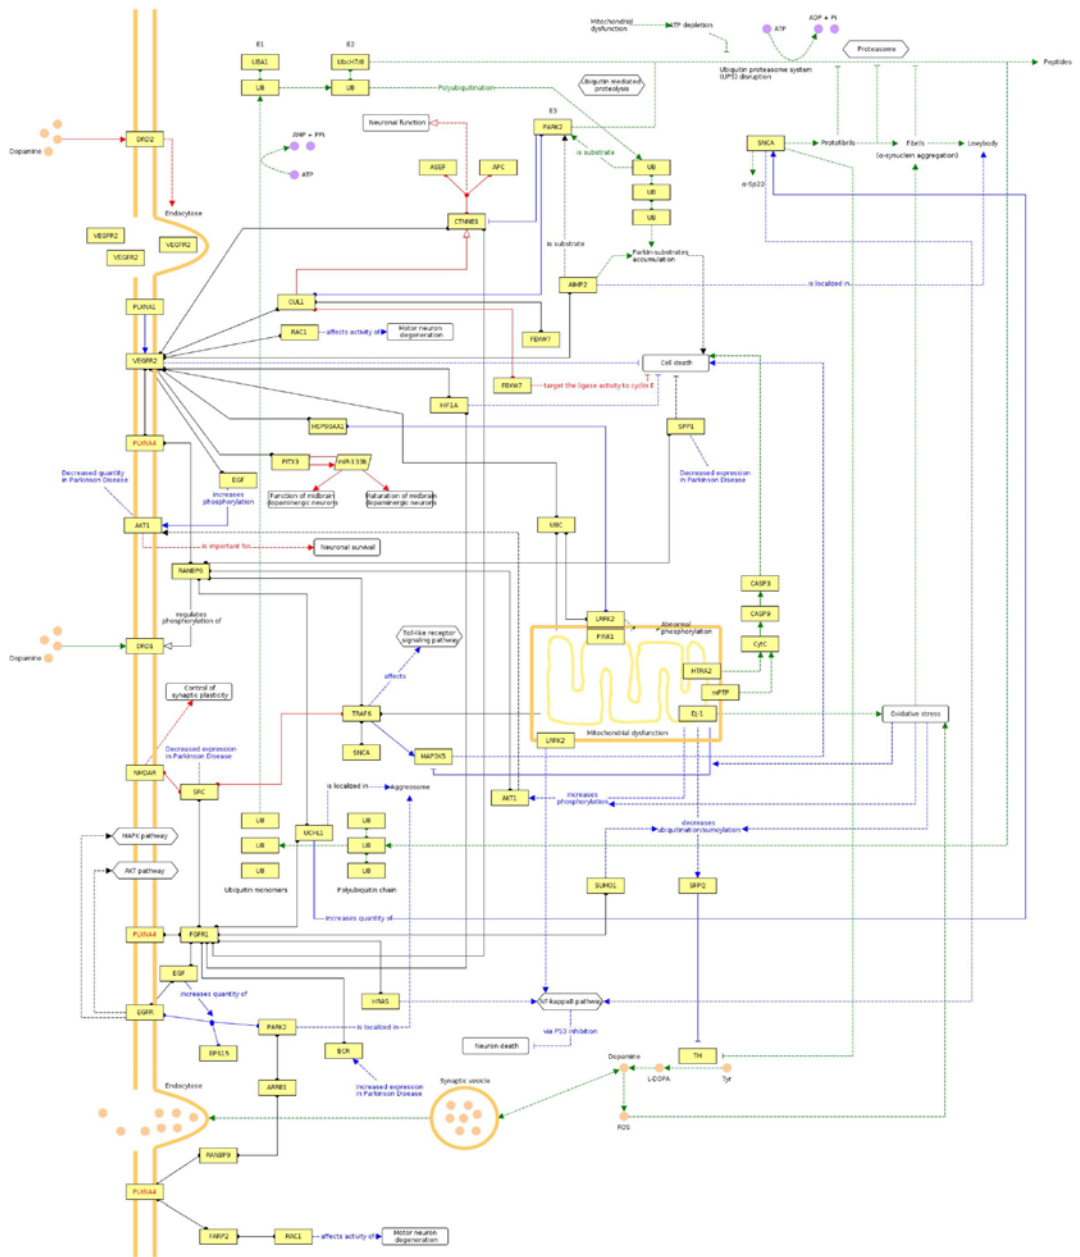 Mitochondrial
dysfunction
ATP depletion
ATP
ADP + Pi
Proteasome
Ubiquitin proteasome system
(UPS) disruption
Peptides
E1
E2
UBA1
UbcH7/8
UB
UB
Polyubiquitination
Ubiquitin mediated
proteolysis
E3
PARK2
Neuronal function
AMP + PPi
ATP
Dopamine
DRD2
Endocytose
is substrate
SNCA
Protofibrils
Fibrils
Lewybody
(α-synuclein aggregation)
α-Sp22
ASEF
APC
UB
UB
UB
CTNNB1
VEGFR2
VEGFR2
VEGFR2
is substrate
Parkin-substrates
accumulation
AIMP2
is localized in
PLXNA1
CUL1
RAC1
affects activity of
Motor neuron
degeneration
FBXW7
VEGFR2
Cell death
FBXW7
target the ligase activity to cyclin E
HIF1A
HSP90AA1
SPP1
PLXNA4
PITX3
miR-133b
Decreased quantity
in Parkinson Disease
EGF
increases
phosphorylation
Function of midbrain
dopaminergic neurons
Maturation of midbrain
dopaminergic neurons
Decreased expression
in Parkinson Disease
AKT1
UBC
is important for
Neuronal survival
RANBP9
CASP3
regulates
phosphorylation of
CASP9
LRRK2
Abnormal
phosphorylation
PINK1
Toll-like receptor
signaling pathway
Dopamine
DRD1
CytC
HTRA2
affects
Control of
synaptic plasticity
mPTP
TRAF6
DJ-1
Oxidative stress
Mitochondrial dysfunction
LRRK2
SNCA
MAP3K5
Decreased expression
in Parkinson Disease
NMDAR
SRC
is localized in
Aggresome
AKT1
increases
phosphorylation
UB
UCHL1
UB
decreases
ubiquitination/sumoylation
MAPK pathway
UB
UB
AKT pathway
UB
UB
Ubiquitin monomers
Polyubiquitin chain
SUMO1
SFPQ
increases quantity of
PLXNA4
FGFR1
EGF
increases quantity of
HRAS
NF-kappaB pathway
EGFR
PARK2
is localized in
via P53 inhibition
EPS15
BCR
Neuron death
TH
Dopamine
L-DOPA
Tyr
Increased expression
in Parkinson Disease
Endocytose
ARRB1
Synaptic vesicle
ROS
RANBP9
PLXNA4
FARP2
RAC1
affects activity of
Motor neuron
degeneration